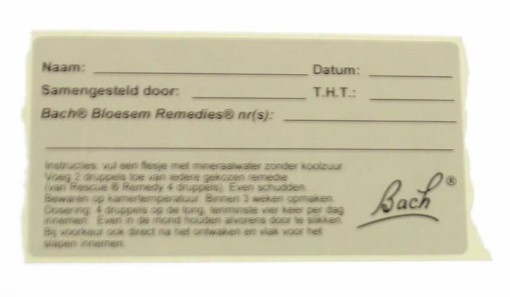 Naam: Datum:
Samengesteld door: T.H.T.:
Bach® Bloesem Remedies® nr(s):
Instructies: vul een flesje met mineraalwater zonder koolzuur
Voeg 2 druppels toe van iedere gekozen remedie
(van Rescue ® Remedy 4 druppels). Even schudden.
Bewaren op kamertemperatuur. Binnen 3 weken opmaken.
Dosering: 4 druppels op de tong, tenminste vier keer per dag
innemen. Even in de mond houden alvorens door te slikken.
Bij voorkeur ook direct na het ontwaken en vlak voor het
slapen innemen.
Bach ®